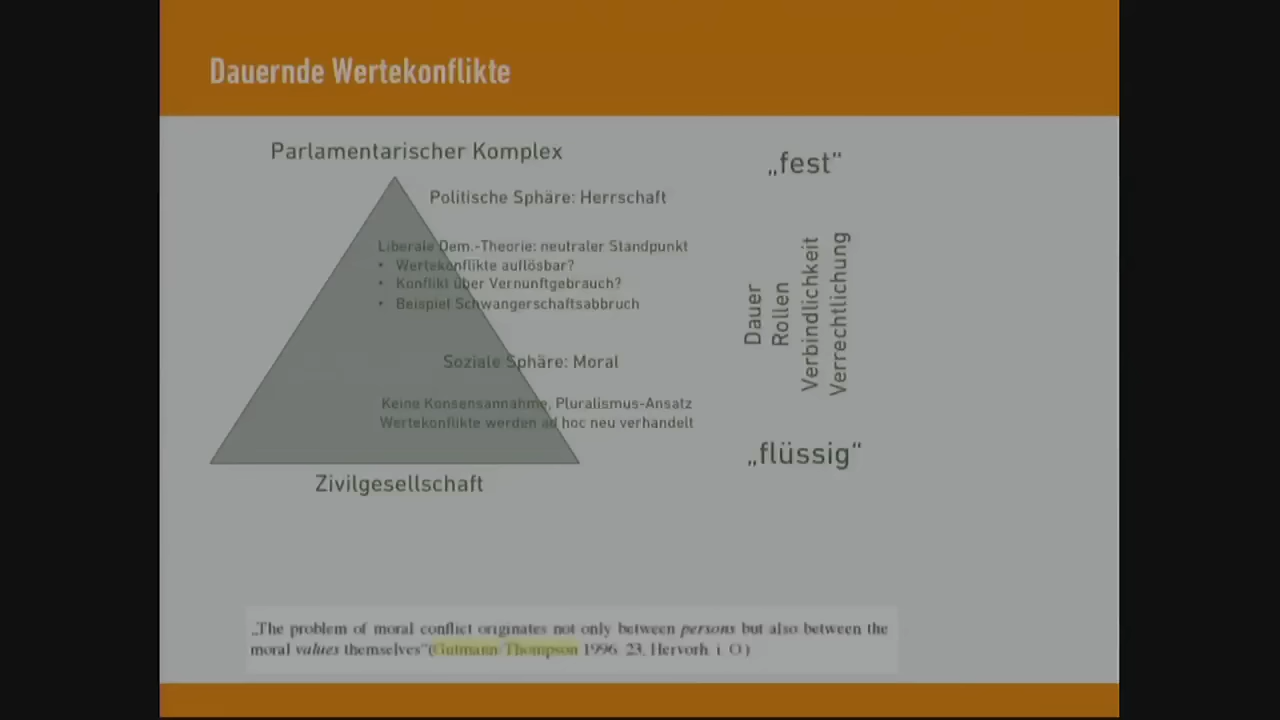 Dauernde Wertekonflikte
Parlamentarischer Komplex
Politische Sphäre: Herrschaft
Liberale Dem.-Theorie: neutraler Standpunkt
• Wertekonflikte auflösbar?
• Konflikt über Vernunftgebrauch?
• Beispiel Schwangerschaftsabbruch
Soziale Sphäre: Moral
Keine Konsensannahme, Pluralismus-Ansatz
Wertekonflikte werden ad hoc neu verhandelt
Zivilgesellschaft
„fest“
Dauer
Rollen
Verbindlichkeit
Verrechtlichung
„flüssig“
„The problem of moral conflict originates not only between persons but also between the
moral values themselves“(Gutmann Thompson 1996 23, Hervorh. i. O.)